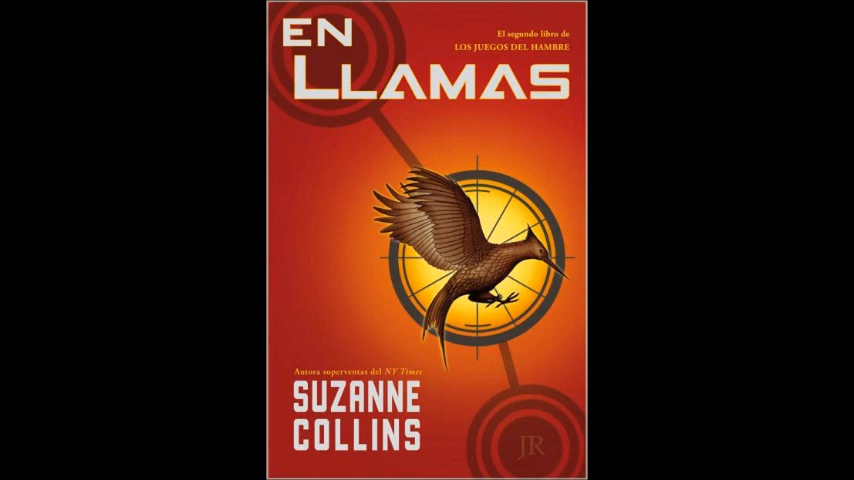 EN
LLAMAS
El segundo libro de
LOS JUEGOS DEL HAMBRE
Autora superventas del NY Times
SUZANNE
COLLINS
JR